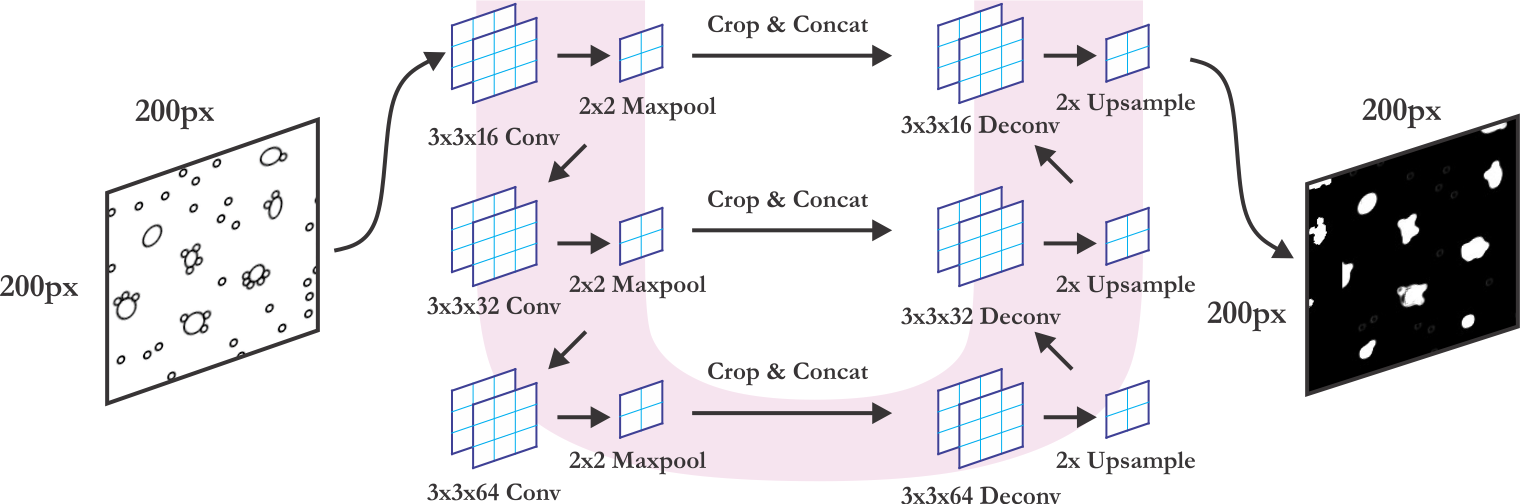 Crop & Concat
2x2 Maxpool
2x Upsample
3x3x16 Conv
3x3x16 Deconv
200px
200px
200px
200px
Crop & Concat
2x2 Maxpool
2x Upsample
3x3x32 Conv
3x3x32 Deconv
Crop & Concat
2x2 Maxpool
2x Upsample
3x3x64 Conv
3x3x64 Deconv